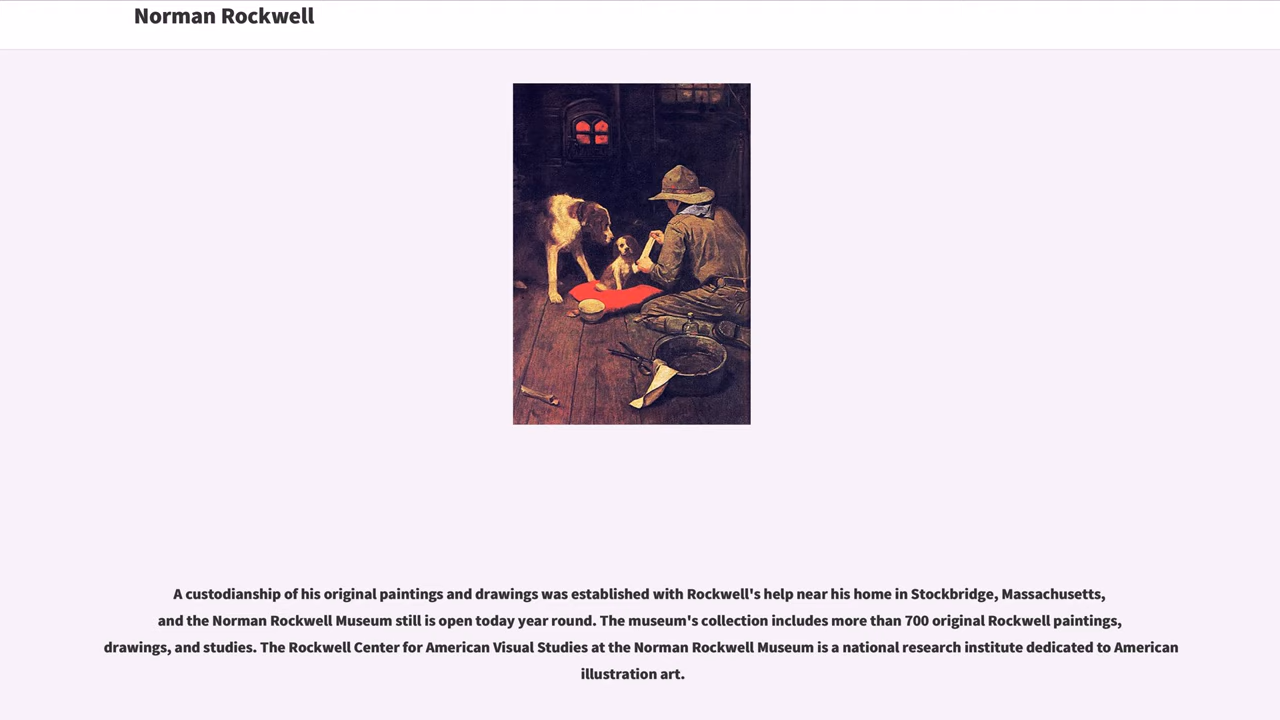 Norman Rockwell
A custodianship of his original paintings and drawings was established with Rockwell's help near his home in Stockbridge, Massachusetts,
and the Norman Rockwell Museum still is open today year round. The museum's collection includes more than 700 original Rockwell paintings,
drawings, and studies. The Rockwell Center for American Visual Studies at the Norman Rockwell Museum is a national research institute dedicated to American
illustration art.